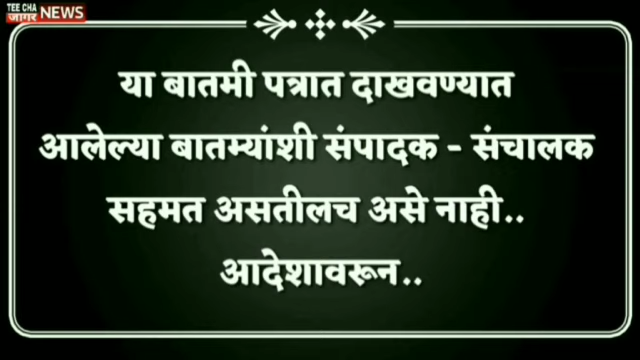 TEE CHA
जागर NEWS
या बातमी पत्रात दाखवण्यात
आलेल्या बातम्यांशी संपादक - संचालक
सहमत असतीलच असे नाही..
आदेशावरून..